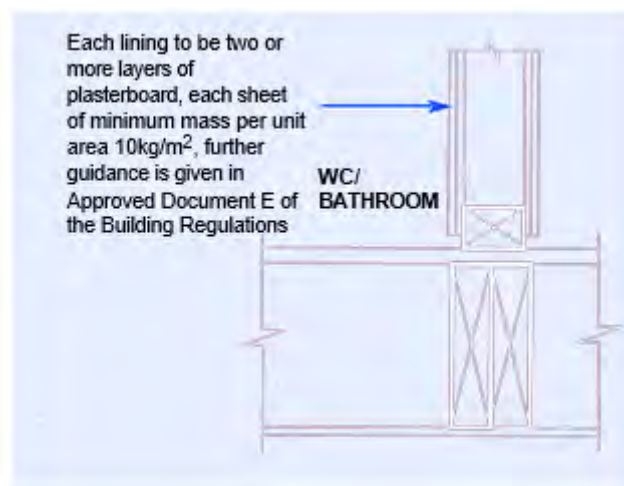 Each lining to be two or
more layers of
plasterboard, each sheet
of minimum mass per unit
area 10kg/m², further
guidance is given in
Approved Document E of
the Building Regulations
WC/
BATHROOM